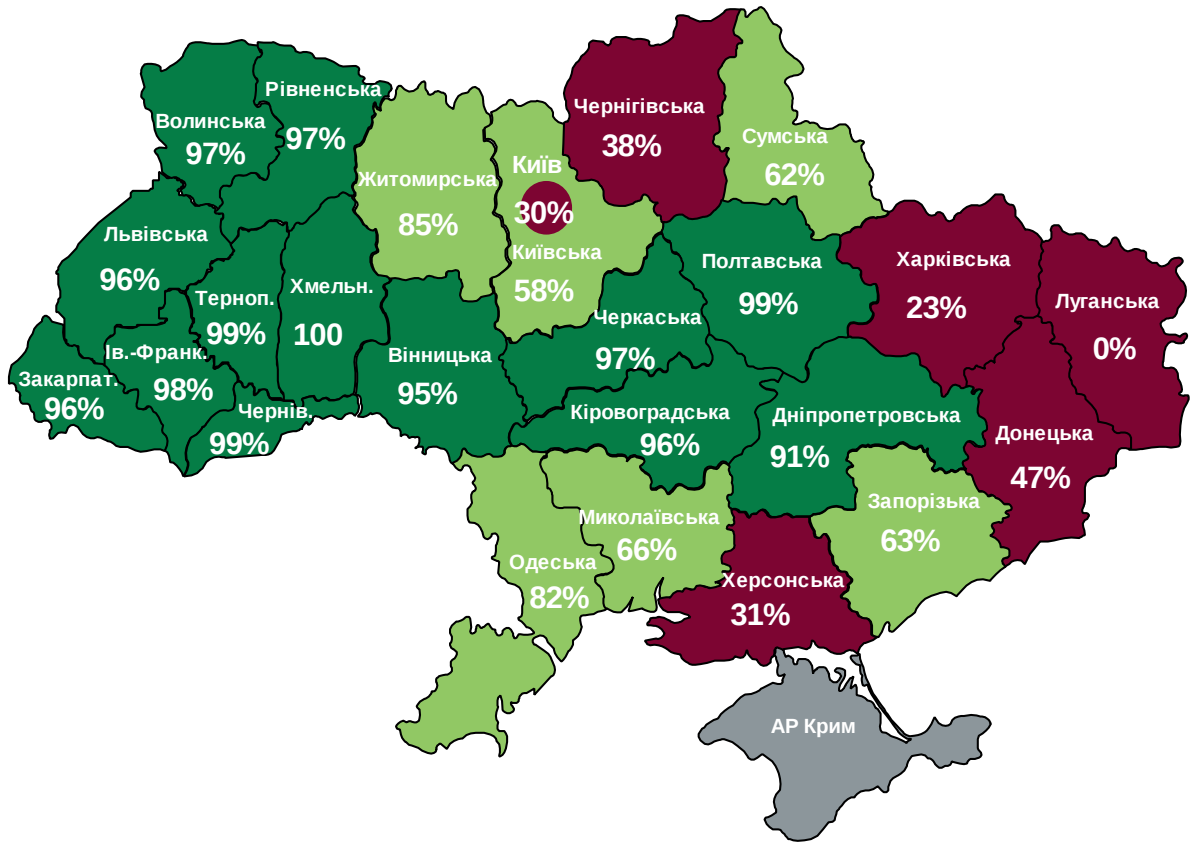 Рівненська
97%
Волинська
97%
Чернігівська
38%
Сумська
62%
Житомирська
85%
Київ
30%
Київська
58%
Львівська
96%
Терноп.
99%
Хмельн.
100
Полтавська
99%
Харківська
23%
Луганська
0%
Черкаська
97%
Вінницька
95%
Ів.-Франк.
98%
Закарпат.
96%
Чернів.
99%
Кіровоградська
96%
Дніпропетровська
91%
Донецька
47%
Запорізька
63%
Миколаївська
66%
Одеська
82%
Херсонська
31%
АР Крим